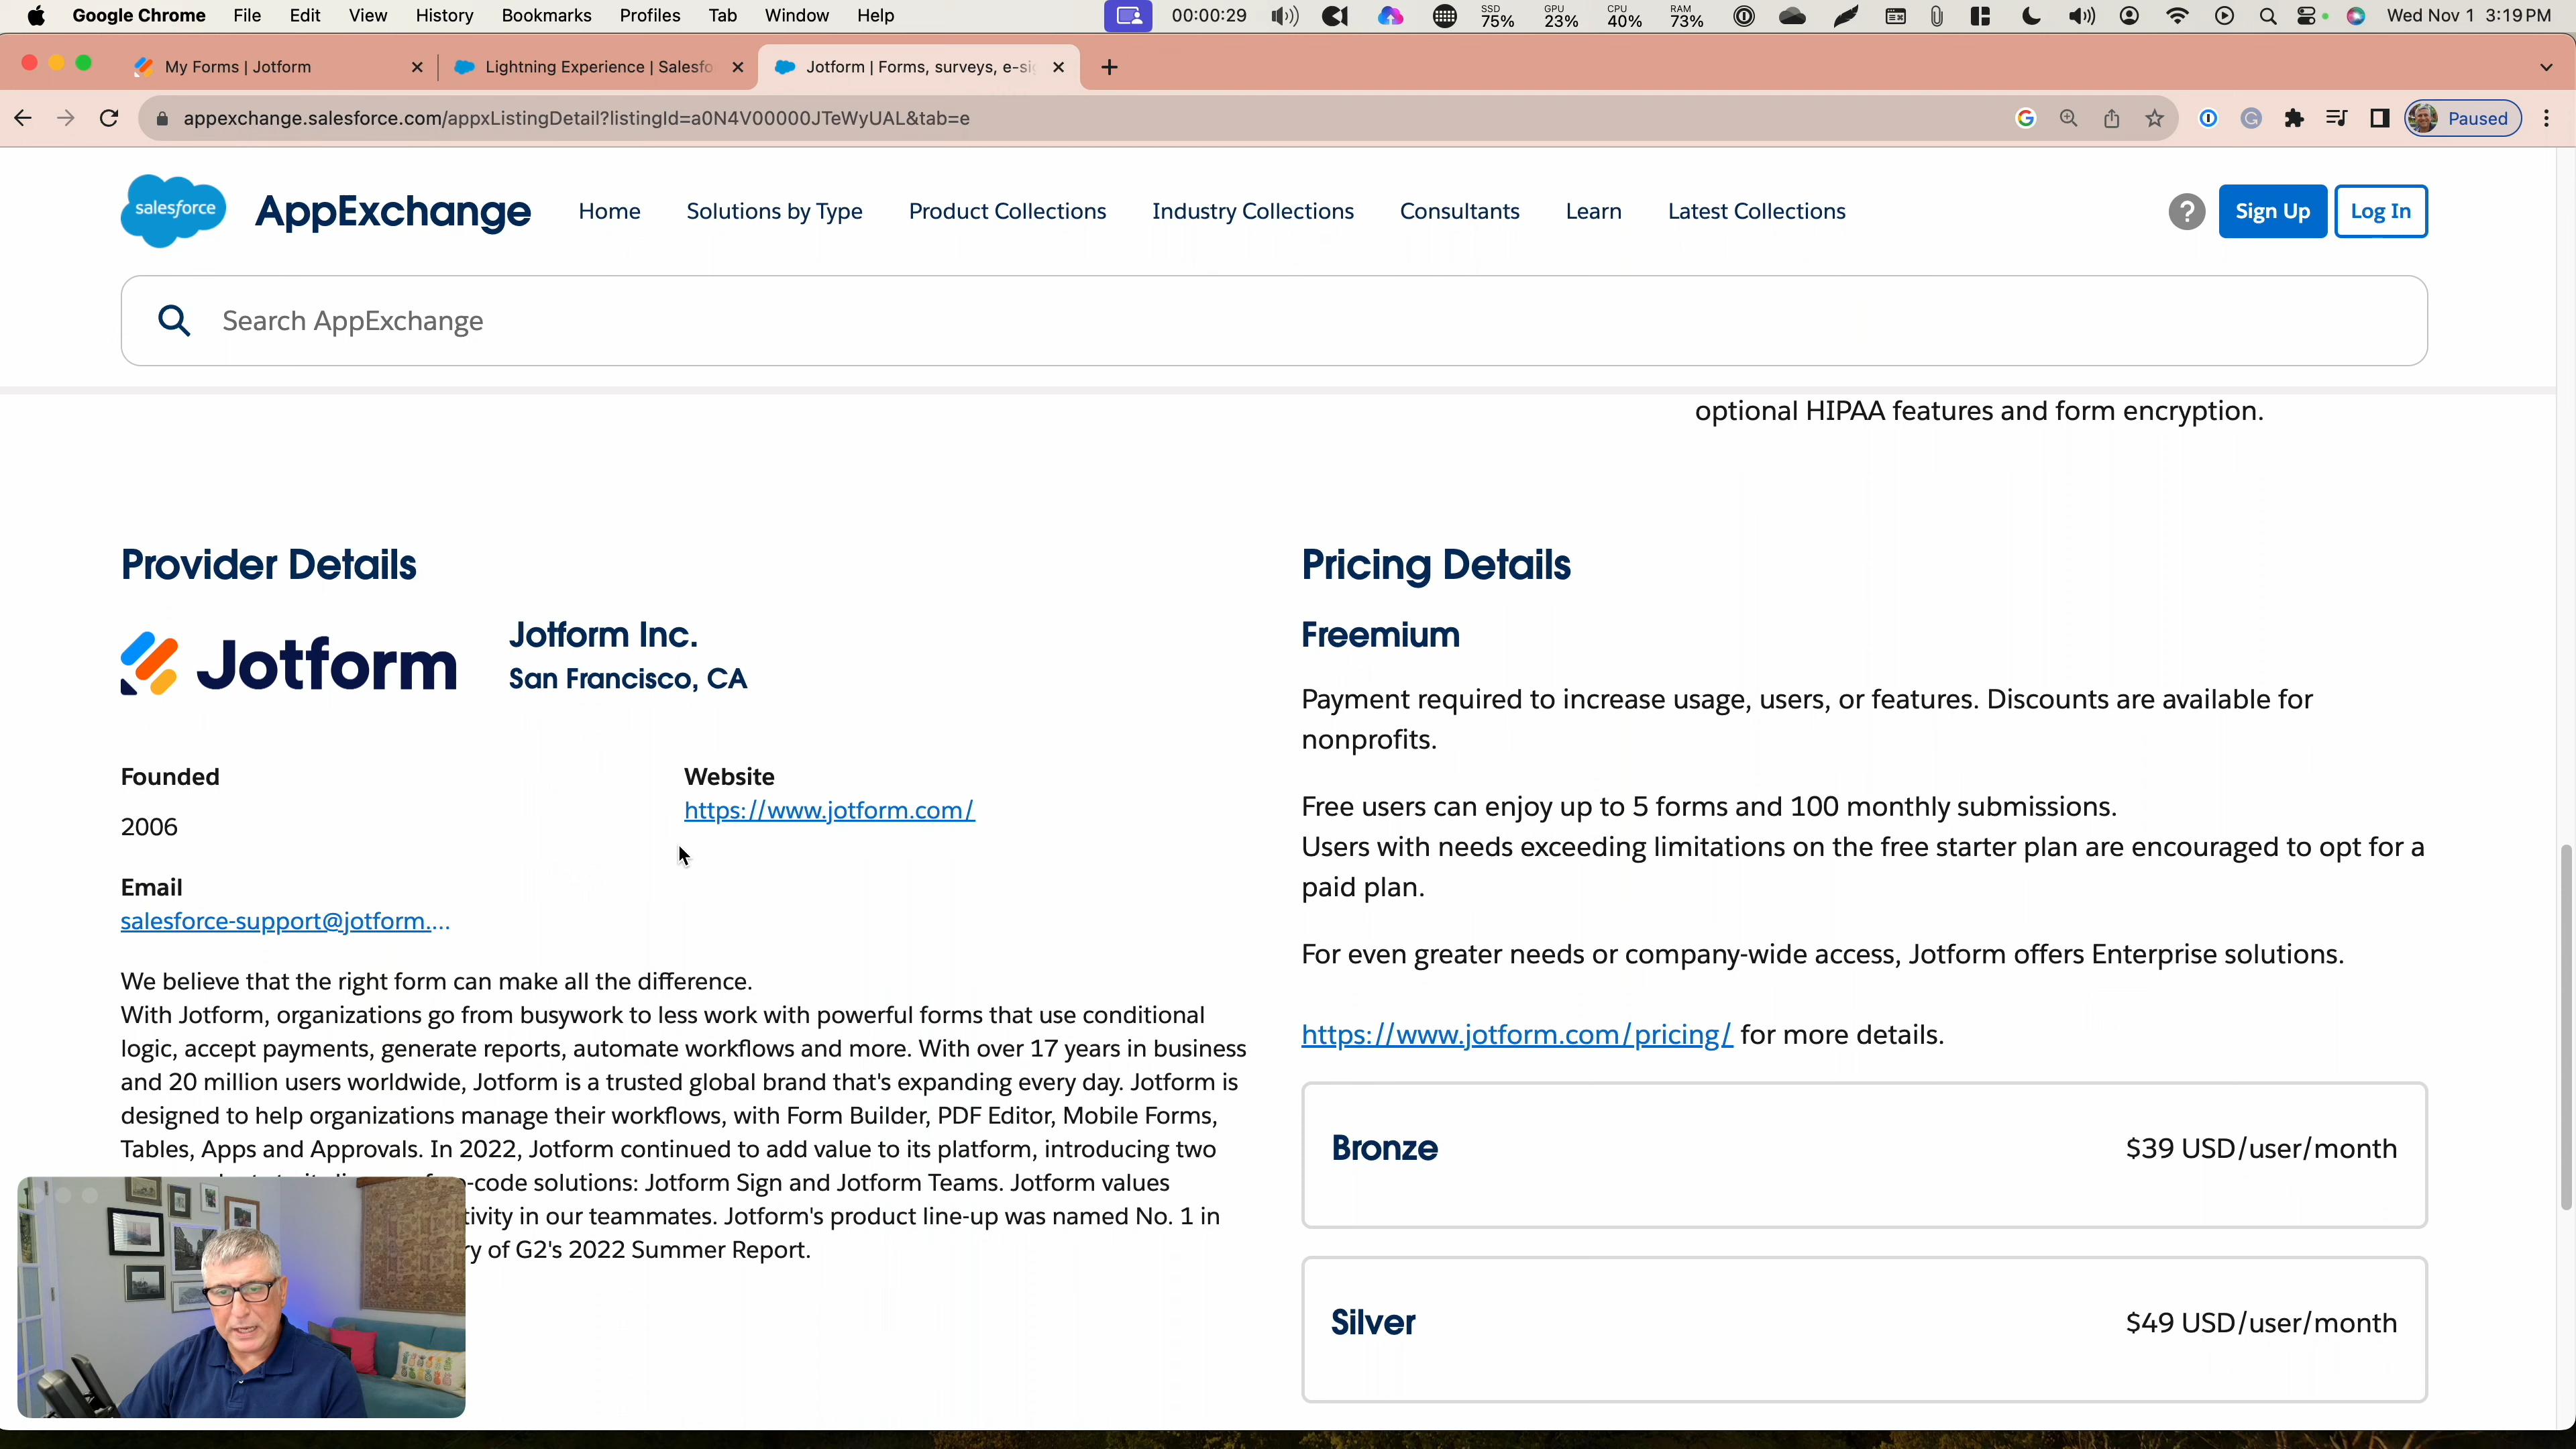 Google Chrome File Edit View History Bookmarks Profiles Tab Window Help 00:00:29 SSD 75% GPU 23% CPU 40% RAM 73% Wed Nov 1 3:19 PM
My Forms | Jotform Lightning Experience | Salesfo Jotform | Forms, surveys, e-si
appexchange.salesforce.com/appxListingDetail?listingId=a0N4V00000JTeWyUAL&tab=e Paused
salesforce AppExchange Home Solutions by Type Product Collections Industry Collections Consultants Learn Latest Collections ? Sign Up Log In
Search AppExchange
optional HIPAA features and form encryption.
Provider Details
Jotform
Jotform Inc.
San Francisco, CA
Founded
2006
Website
https://www.jotform.com/
Email
salesforce-support@jotform....
We believe that the right form can make all the difference.
With Jotform, organizations go from busywork to less work with powerful forms that use conditional
logic, accept payments, generate reports, automate workflows and more. With over 17 years in business
and 20 million users worldwide, Jotform is a trusted global brand that's expanding every day. Jotform is
designed to help organizations manage their workflows, with Form Builder, PDF Editor, Mobile Forms,
Tables, Apps and Approvals. In 2022, Jotform continued to add value to its platform, introducing two
-code solutions: Jotform Sign and Jotform Teams. Jotform values
tivity in our teammates. Jotform's product line-up was named No. 1 in
ry of G2's 2022 Summer Report.
Pricing Details
Freemium
Payment required to increase usage, users, or features. Discounts are available for
nonprofits.
Free users can enjoy up to 5 forms and 100 monthly submissions.
Users with needs exceeding limitations on the free starter plan are encouraged to opt for a
paid plan.
For even greater needs or company-wide access, Jotform offers Enterprise solutions.
https://www.jotform.com/pricing/ for more details.
Bronze $39 USD/user/month
Silver $49 USD/user/month